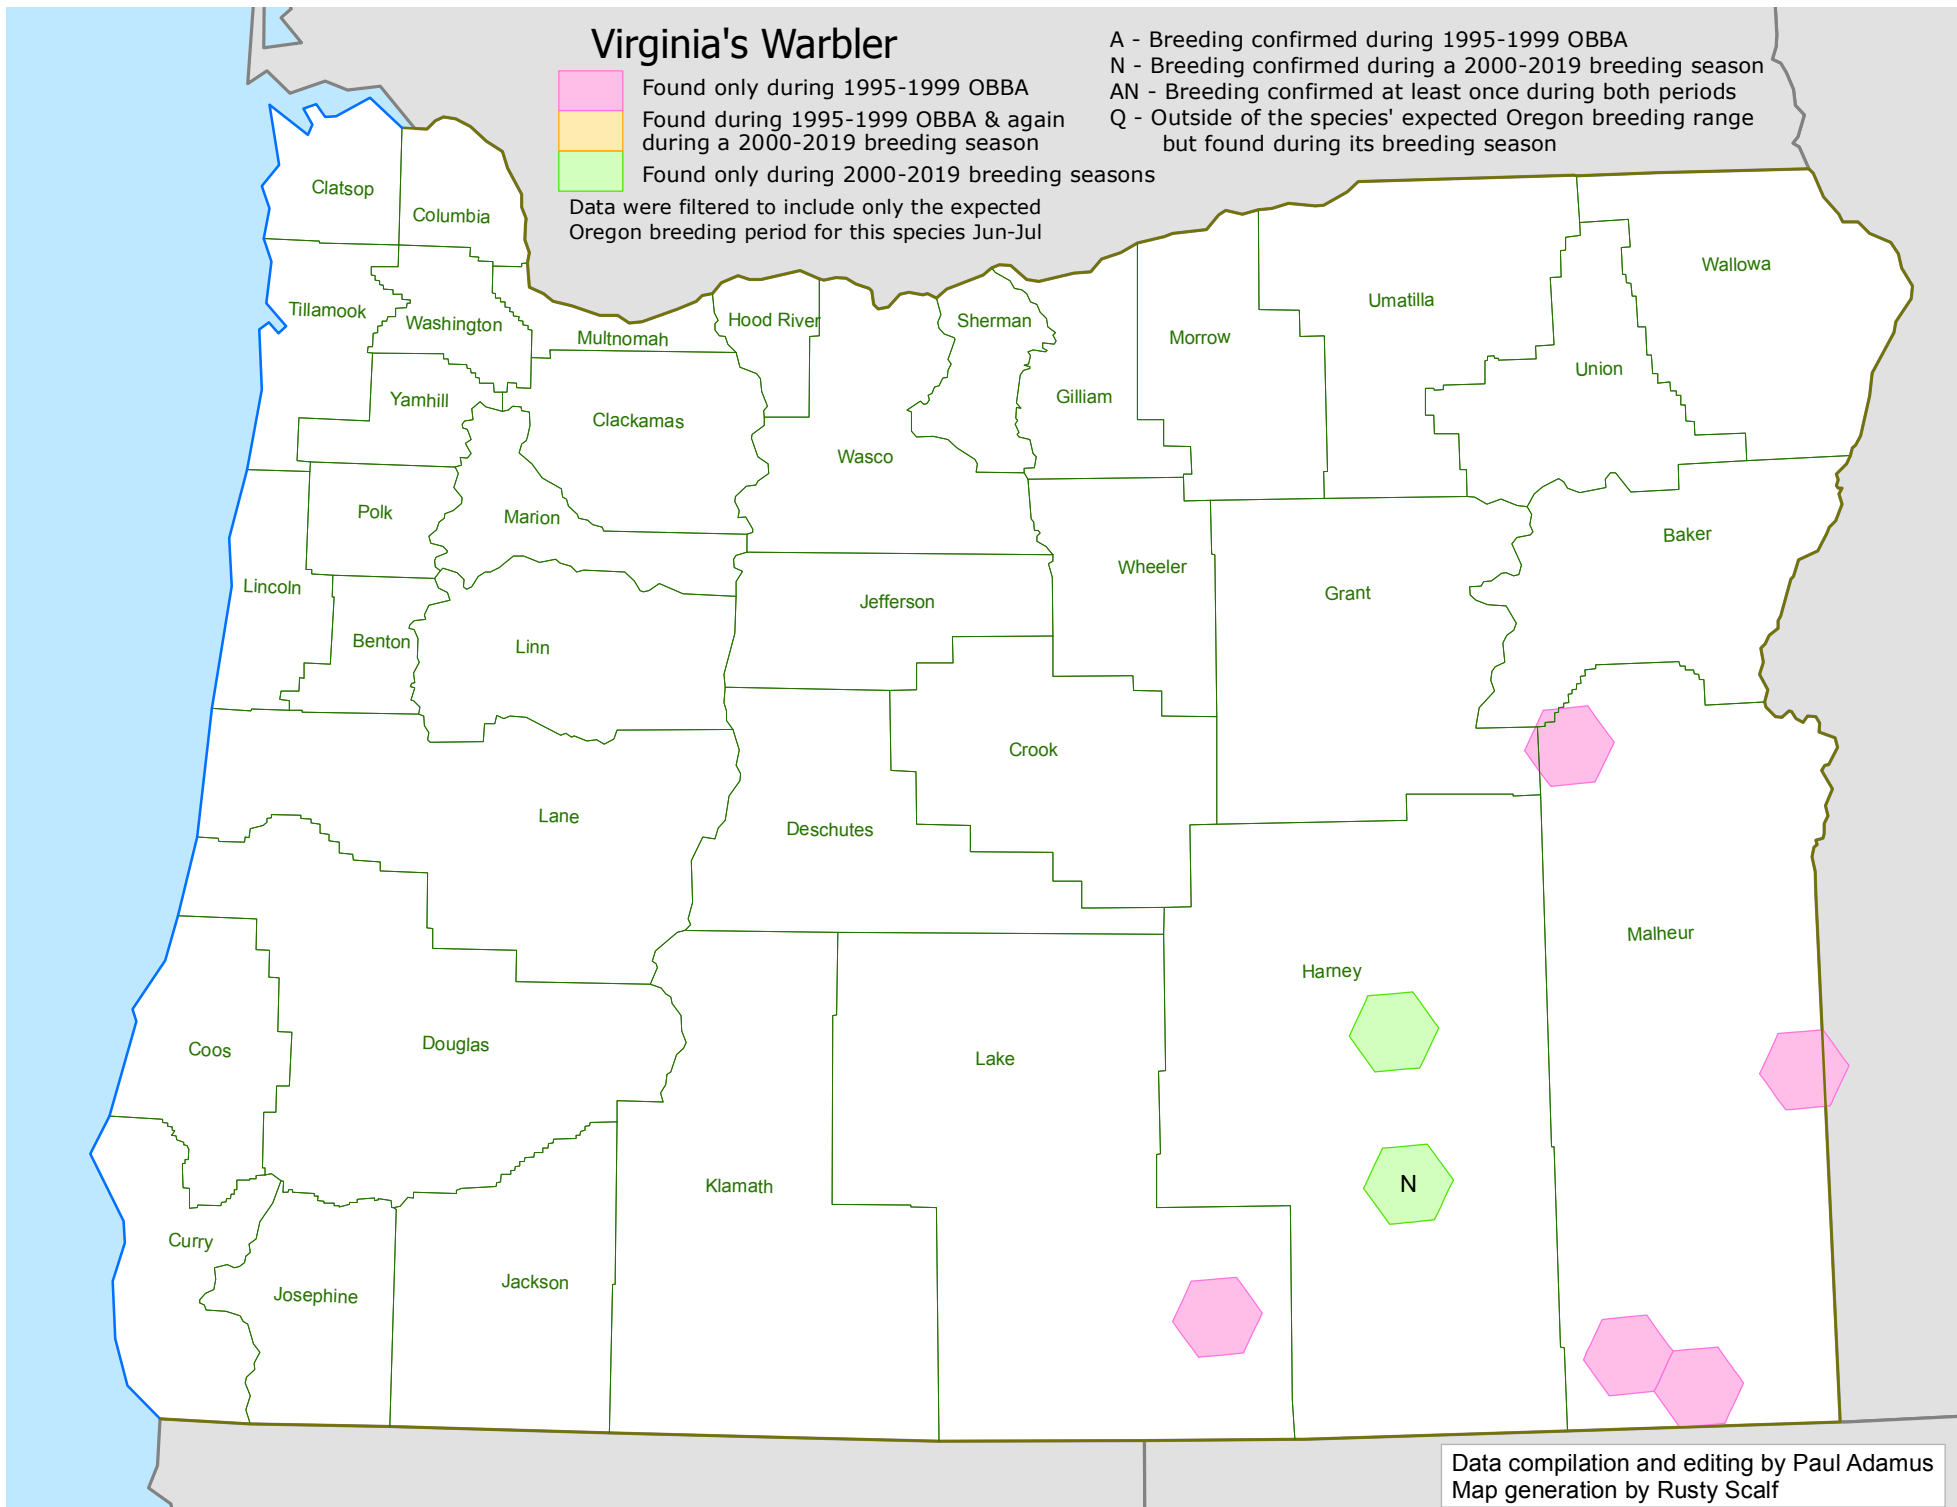 Virginia's Warbler
Found only during 1995-1999 OBBA
Found during 1995-1999 OBBA & again
during a 2000-2019 breeding season
Found only during 2000-2019 breeding seasons
Data were filtered to include only the expected
Oregon breeding period for this species Jun-Jul
A - Breeding confirmed during 1995-1999 OBBA
N - Breeding confirmed during a 2000-2019 breeding season
AN - Breeding confirmed at least once during both periods
Q - Outside of the species' expected Oregon breeding range
but found during its breeding season
Clatsop
Columbia
Tillamook
Washington
Multnomah
Hood River
Sherman
Gilliam
Morrow
Umatilla
Union
Wallowa
Yamhill
Clackamas
Wasco
Polk
Marion
Wheeler
Grant
Baker
Lincoln
Benton
Linn
Jefferson
Crook
Lane
Deschutes
Harney
Malheur
Coos
Douglas
Lake
Klamath
N
Curry
Josephine
Jackson
Data compilation and editing by Paul Adamus
Map generation by Rusty Scalf